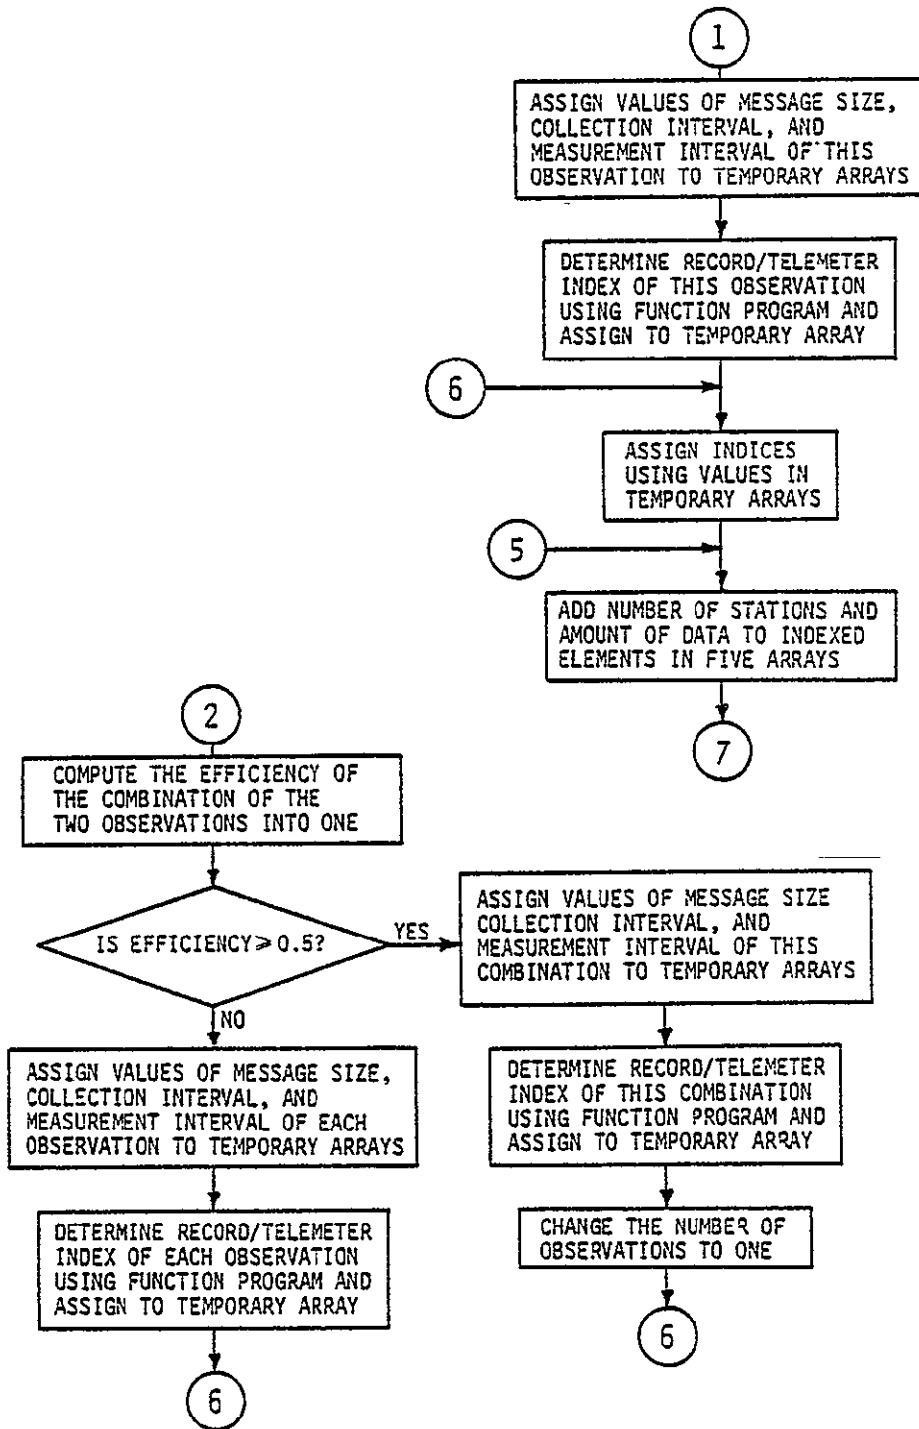 1
ASSIGN VALUES OF MESSAGE SIZE,
COLLECTION INTERVAL, AND
MEASUREMENT INTERVAL OF THIS
OBSERVATION TO TEMPORARY ARRAYS
DETERMINE RECORD/TELEMETER
INDEX OF THIS OBSERVATION
USING FUNCTION PROGRAM AND
ASSIGN TO TEMPORARY ARRAY
6
ASSIGN INDICES
USING VALUES IN
TEMPORARY ARRAYS
5
ADD NUMBER OF STATIONS AND
AMOUNT OF DATA TO INDEXED
ELEMENTS IN FIVE ARRAYS
7
2
COMPUTE THE EFFICIENCY OF
THE COMBINATION OF THE
TWO OBSERVATIONS INTO ONE
IS EFFICIENCY ⩾ 0.5?
YES
NO
ASSIGN VALUES OF MESSAGE SIZE
COLLECTION INTERVAL, AND
MEASUREMENT INTERVAL OF THIS
COMBINATION TO TEMPORARY ARRAYS
DETERMINE RECORD/TELEMETER
INDEX OF THIS COMBINATION
USING FUNCTION PROGRAM AND
ASSIGN TO TEMPORARY ARRAY
CHANGE THE NUMBER OF
OBSERVATIONS TO ONE
6
ASSIGN VALUES OF MESSAGE SIZE,
COLLECTION INTERVAL, AND
MEASUREMENT INTERVAL OF EACH
OBSERVATION TO TEMPORARY ARRAYS
DETERMINE RECORD/TELEMETER
INDEX OF EACH OBSERVATION
USING FUNCTION PROGRAM AND
ASSIGN TO TEMPORARY ARRAY
6